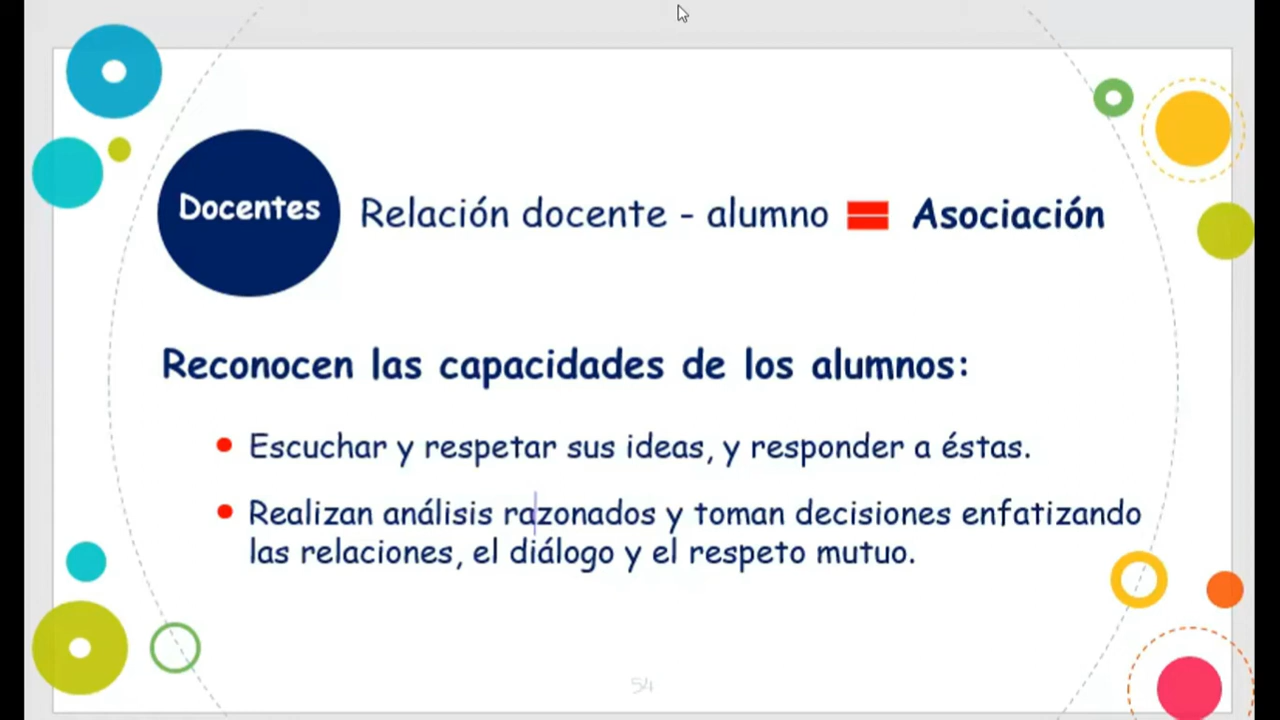 Docentes
Relación docente - alumno = Asociación
Reconocen las capacidades de los alumnos:
Escuchar y respetar sus ideas, y responder a éstas.
Realizan análisis razonados y toman decisiones enfatizando
las relaciones, el diálogo y el respeto mutuo.
54